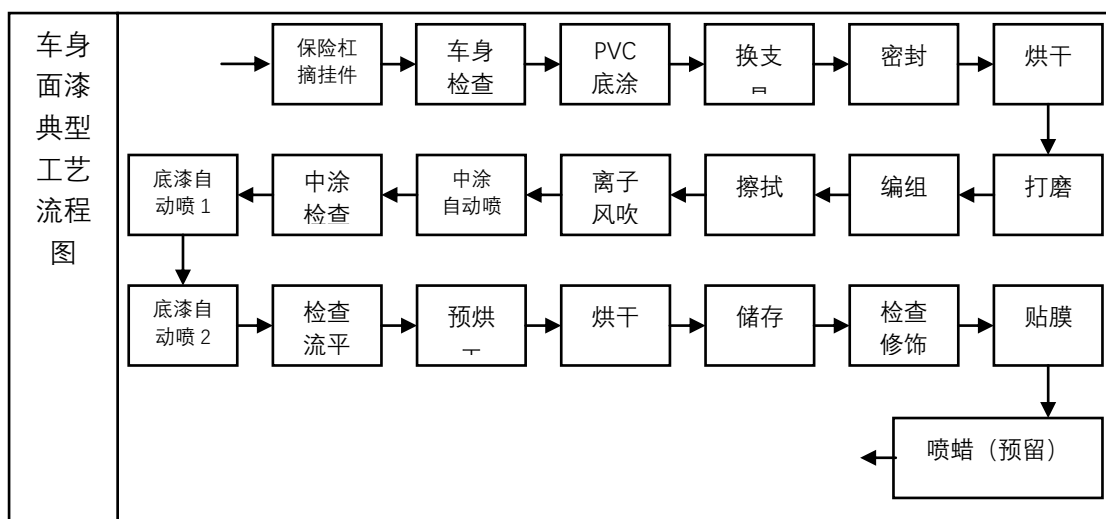 车身
面漆
典型
工艺
流程
图
保险杠
摘挂件
车身
检查
PVC
底涂
换支
密封
烘干
底漆自
动喷 1
中涂
检查
中涂
自动喷
离子
风吹
擦拭
编组
打磨
底漆自
动喷 2
检查
流平
预烘
烘干
储存
检查
修饰
贴膜
喷蜡（预留）